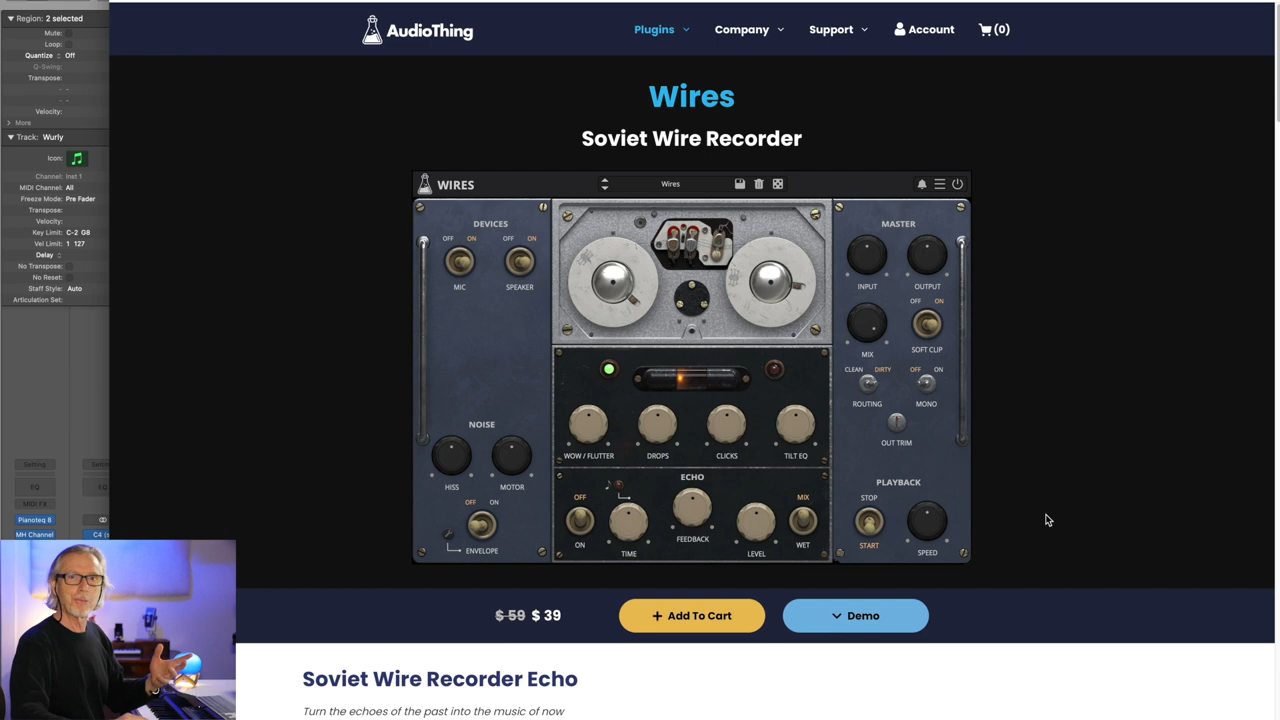 Region: 2 selected
Mute:
Loop:
Quantize Off
Q-Swing:
Transpose:
Velocity:
More
Track: Wurly
Icon:
Channel: Inst 1
MIDI Channel: All
Freeze Mode: Pre Fader
Transpose:
Velocity:
Key Limit: C-2 G8
Vel Limit: 1 127
Delay
No Transpose:
No Reset:
Staff Style: Auto
Articulation Set:
Setting
EQ
MIDI FX
Pianoteq 8
MH Channel C4 (s
AudioThing
Plugins Company Support Account (0)
Wires
Soviet Wire Recorder
WIRES
Wires
DEVICES
OFF ON OFF ON
MIC SPEAKER
NOISE
HISS MOTOR
OFF ON
ENVELOPE
WOW / FLUTTER DROPS CLICKS TILT EQ
ECHO
OFF
ON
TIME
FEEDBACK
LEVEL
MIX
WET
MASTER
INPUT OUTPUT
OFF ON
MIX SOFT CLIP
CLEAN DIRTY OFF ON
ROUTING MONO
OUT TRIM
PLAYBACK
STOP
START
SPEED
$ 59 $ 39
+ Add To Cart
Demo
Soviet Wire Recorder Echo
Turn the echoes of the past into the music of now